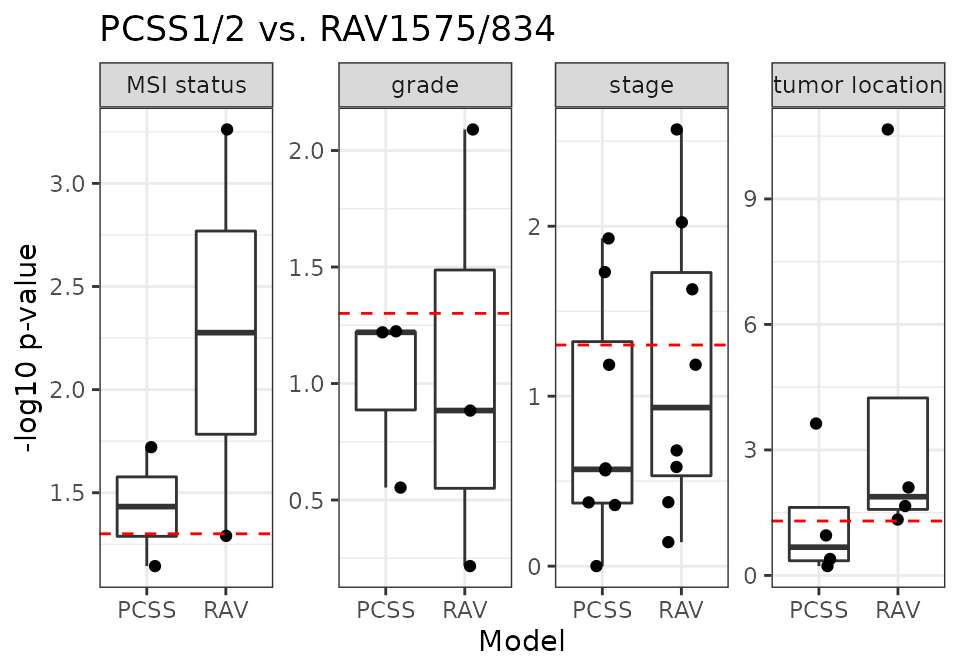 PCSS1/2 vs. RAV1575/834
MSI status
grade
stage
tumor location
-log10 p-value
3.0
2.5
2.0
1.5
2.0
1.5
1.0
0.5
2
1
0
9
6
3
0
PCSS RAV
PCSS RAV
PCSS RAV
PCSS RAV
Model